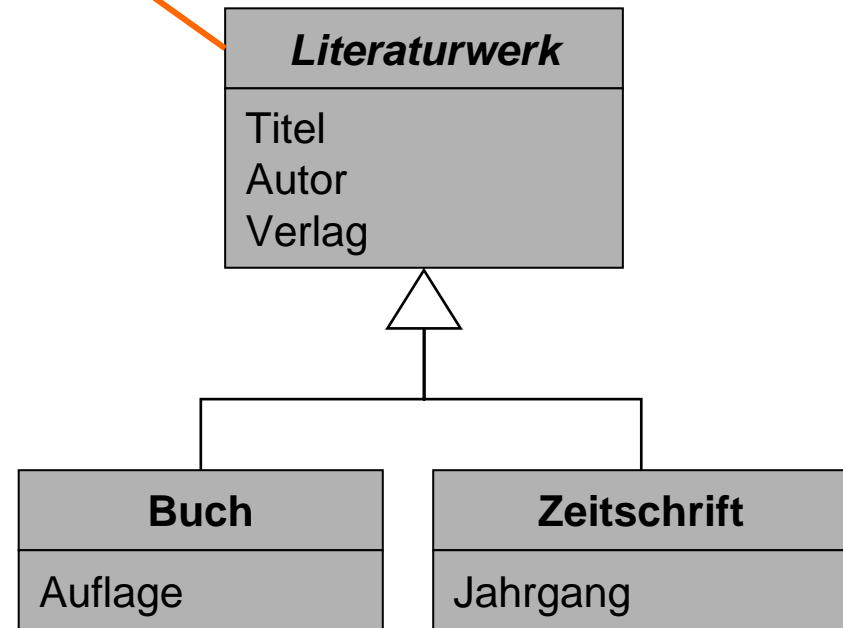 Literaturwerk
Titel
Autor
Verlag
Buch
Auflage
Zeitschrift
Jahrgang